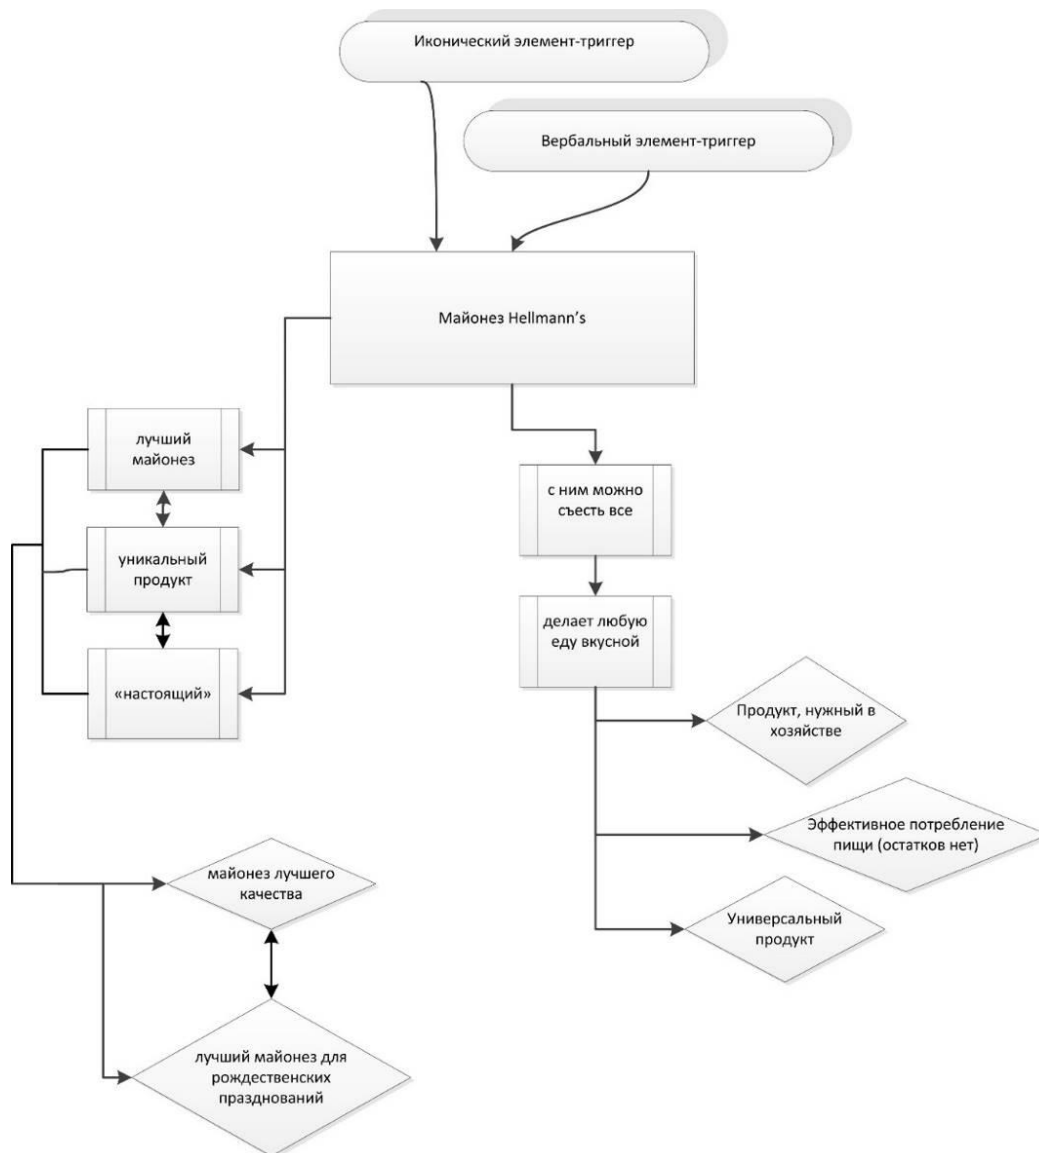 Иконический элемент-триггер
Вербальный элемент-триггер
Майонез Hellmann’s
лучший
майонез
с ним можно
съесть все
уникальный
продукт
делает любую
еду вкусной
«настоящий»
Продукт, нужный в
хозяйстве
Эффективное потребление
пищи (остатков нет)
майонез лучшего
качества
Универсальный
продукт
лучший майонез для
рождественских
празднований